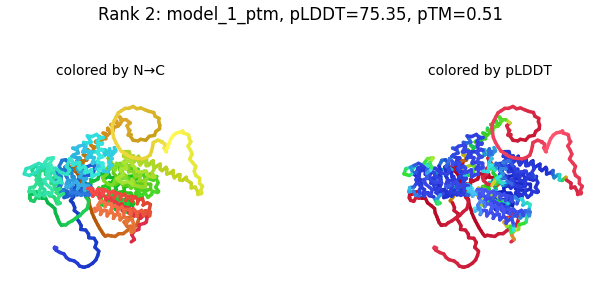 Rank 2: model_1_ptm, pLDDT=75.35, pTM=0.51
colored by N→C
colored by pLDDT